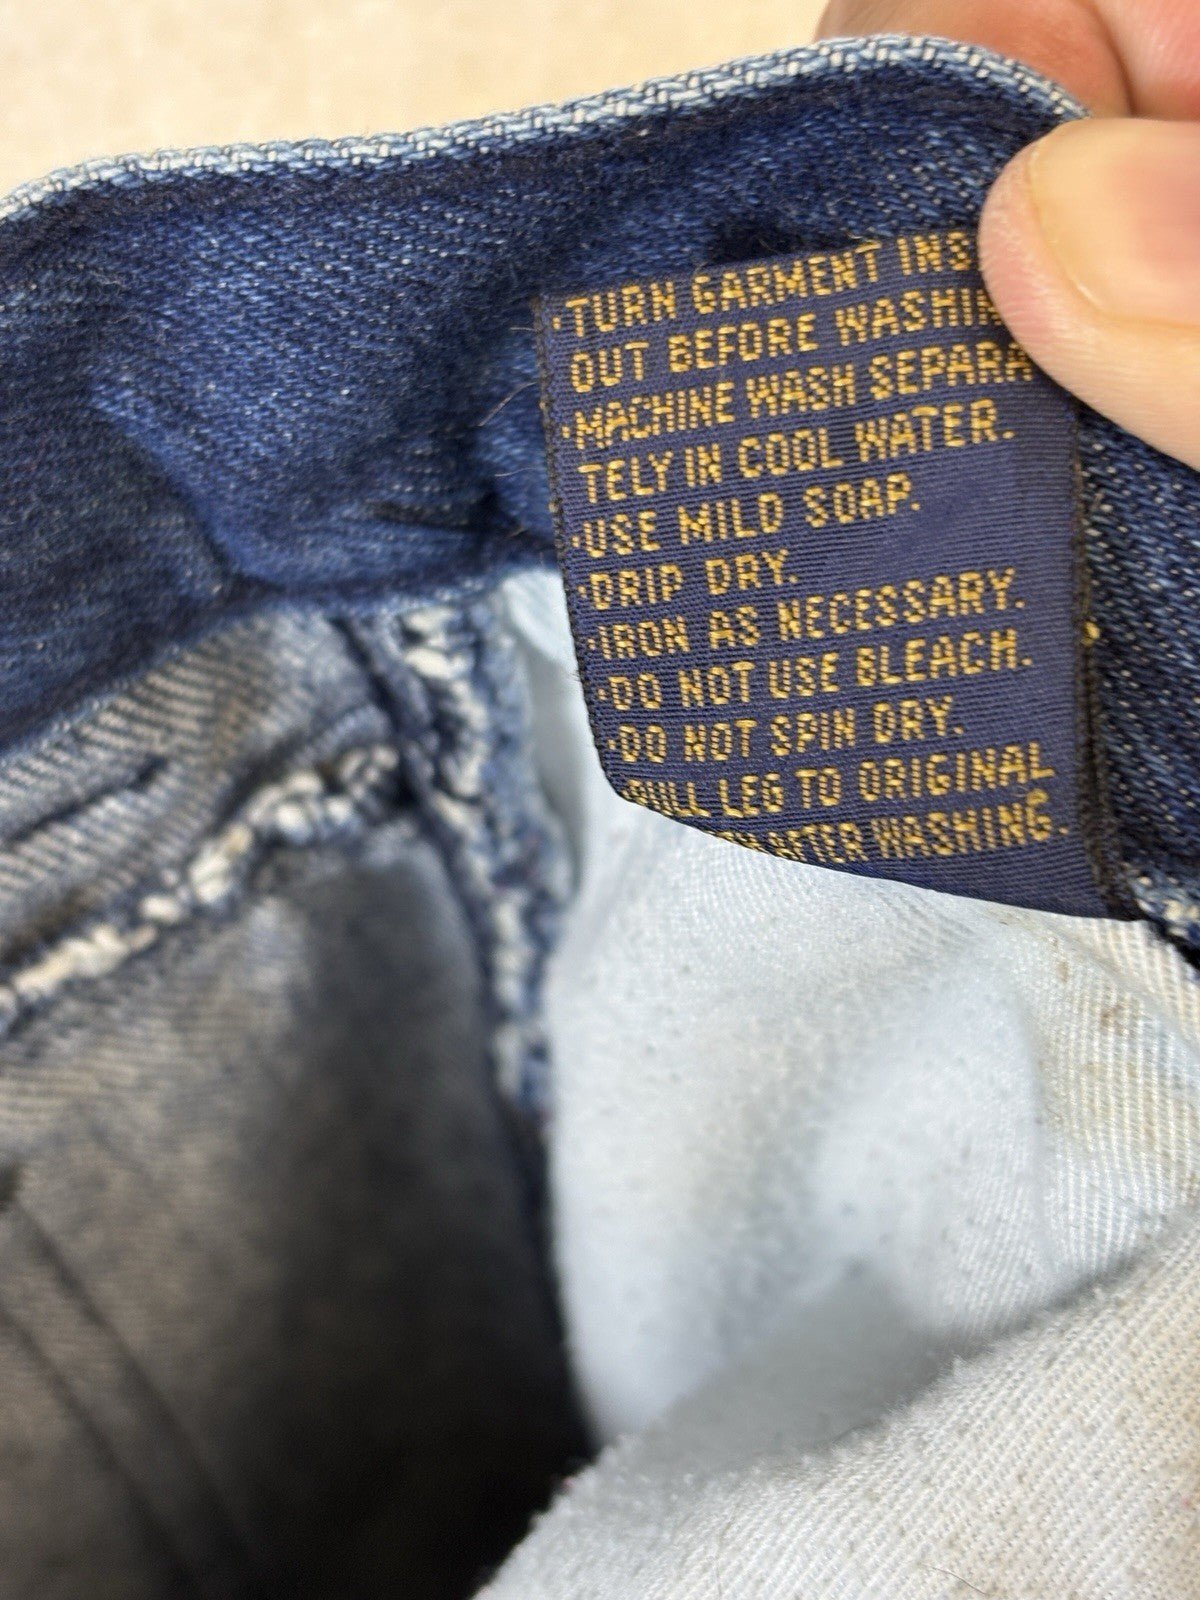 ·TURN GARMENT INS
OUT BEFORE WASHIN
·MACHINE WASH SEPARA
TELY IN COOL WATER.
·USE MILD SOAP.
·DRIP DRY.
·IRON AS NECESSARY.
·DO NOT USE BLEACH.
·DO NOT SPIN DRY.
PULL LEG TO ORIGINAL
AFTER WASHING.